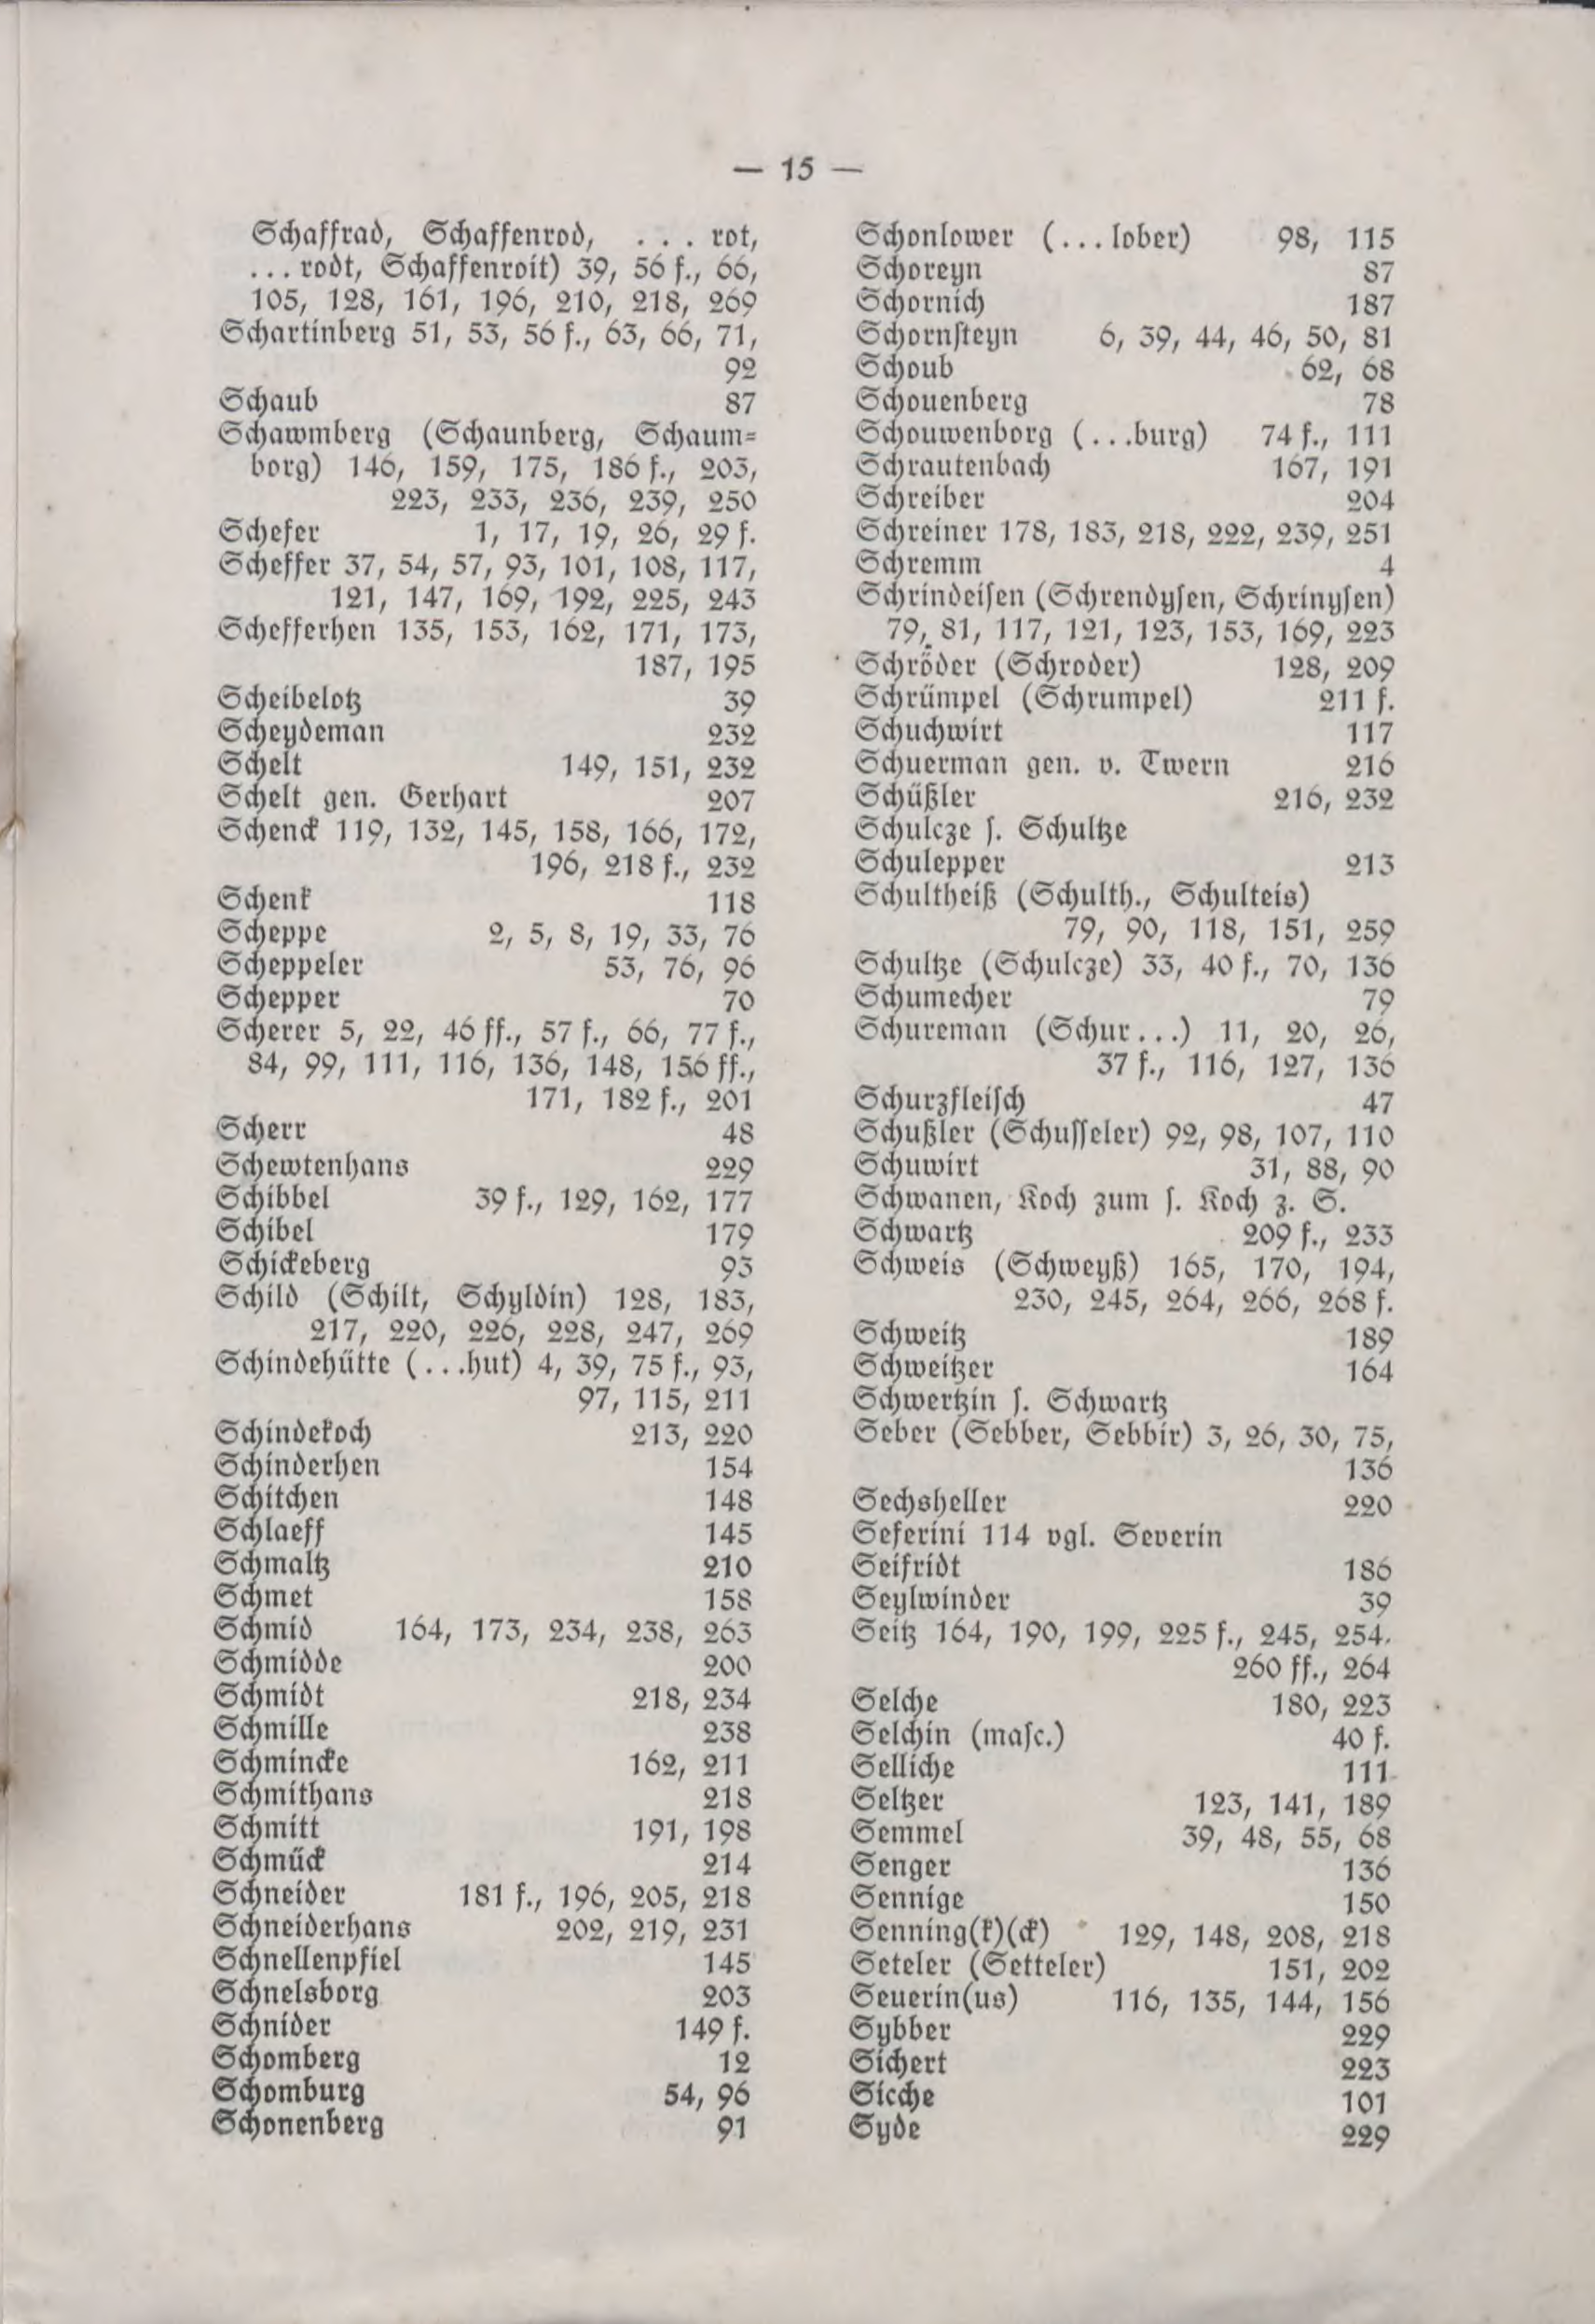 — 15 —
Schaffrad, Schaffenrod, . . . rot,
. . . rodt, Schaffenroit) 39, 56 f., 66,
105, 128, 161, 196, 210, 218, 269
Schartinberg 51, 53, 56 f., 63, 66, 71,
92
Schaub 87
Schawmberg (Schaunberg, Schaum=
borg) 146, 159, 175, 186 f., 203,
223, 233, 236, 239, 250
Schefer 1, 17, 19, 26, 29 f.
Scheffer 37, 54, 57, 93, 101, 108, 117,
121, 147, 169, 192, 225, 243
Schefferhen 135, 153, 162, 171, 173,
187, 195
Scheibelotz 39
Scheydeman 232
Schelt 149, 151, 232
Schelt gen. Gerhart 207
Schenck 119, 132, 145, 158, 166, 172,
196, 218 f., 232
Schenk 118
Scheppe 2, 5, 8, 19, 33, 76
Scheppeler 53, 76, 96
Schepper 70
Scherer 5, 22, 46 ff., 57 f., 66, 77 f.,
84, 99, 111, 116, 136, 148, 156 ff.,
171, 182 f., 201
Scherr 48
Schewtenhans 229
Schibbel 39 f., 129, 162, 177
Schibel 179
Schickeberg 93
Schild (Schilt, Schyldin) 128, 183,
217, 220, 226, 228, 247, 269
Schindehütte (. . .hut) 4, 39, 75 f., 93,
97, 115, 211
Schindekoch 213, 220
Schinderhen 154
Schitchen 148
Schlaeff 145
Schmaltz 210
Schmet 158
Schmid 164, 173, 234, 238, 263
Schmidde 200
Schmidt 218, 234
Schmille 238
Schmincke 162, 211
Schmithans 218
Schmitt 191, 198
Schmück 214
Schneider 181 f., 196, 205, 218
Schneiderhans 202, 219, 231
Schnellenpfiel 145
Schnelsborg 203
Schnider 149 f.
Schomberg 12
Schomburg 54, 96
Schonenberg 91
Schonlower (. . . lober) 98, 115
Schoreyn 87
Schornich 187
Schornſteyn 6, 39, 44, 46, 50, 81
Schoub 62, 68
Schouenberg 78
Schouwenborg (. . .burg) 74 f., 111
Schrautenbach 167, 191
Schreiber 204
Schreiner 178, 183, 218, 222, 239, 251
Schremm 4
Schrindeiſen (Schrendyſen, Schrinyſen)
79, 81, 117, 121, 123, 153, 169, 223
Schröder (Schroder) 128, 209
Schrümpel (Schrumpel) 211 f.
Schuchwirt 117
Schuerman gen. v. Twern 216
Schüßler 216, 232
Schulcze ſ. Schultze
Schulepper 213
Schultheiß (Schulth., Schulteis)
79, 90, 118, 151, 259
Schultze (Schulcze) 33, 40 f., 70, 136
Schumecher 79
Schureman (Schur . . .) 11, 20, 26,
37 f., 116, 127, 136
Schurzfleiſch 47
Schußler (Schuſſeler) 92, 98, 107, 110
Schuwirt 31, 88, 90
Schwanen, Koch zum ſ. Koch z. S.
Schwartz 209 f., 233
Schweis (Schweyß) 165, 170, 194,
230, 245, 264, 266, 268 f.
Schweitz 189
Schweitzer 164
Schwertzin ſ. Schwartz
Seber (Sebber, Sebbir) 3, 26, 30, 75,
136
Sechsheller 220
Seferini 114 vgl. Severin
Seifridt 186
Seylwinder 39
Seitz 164, 190, 199, 225 f., 245, 254.
260 ff., 264
Selche 180, 223
Selchin (maſc.) 40 f.
Selliche 111
Seltzer 123, 141, 189
Semmel 39, 48, 55, 68
Senger 136
Sennige 150
Senning(k)(ck) 129, 148, 208, 218
Seteler (Setteler) 151, 202
Seuerin(us) 116, 135, 144, 156
Sybber 229
Sichert 223
Sicche 101
Syde 229